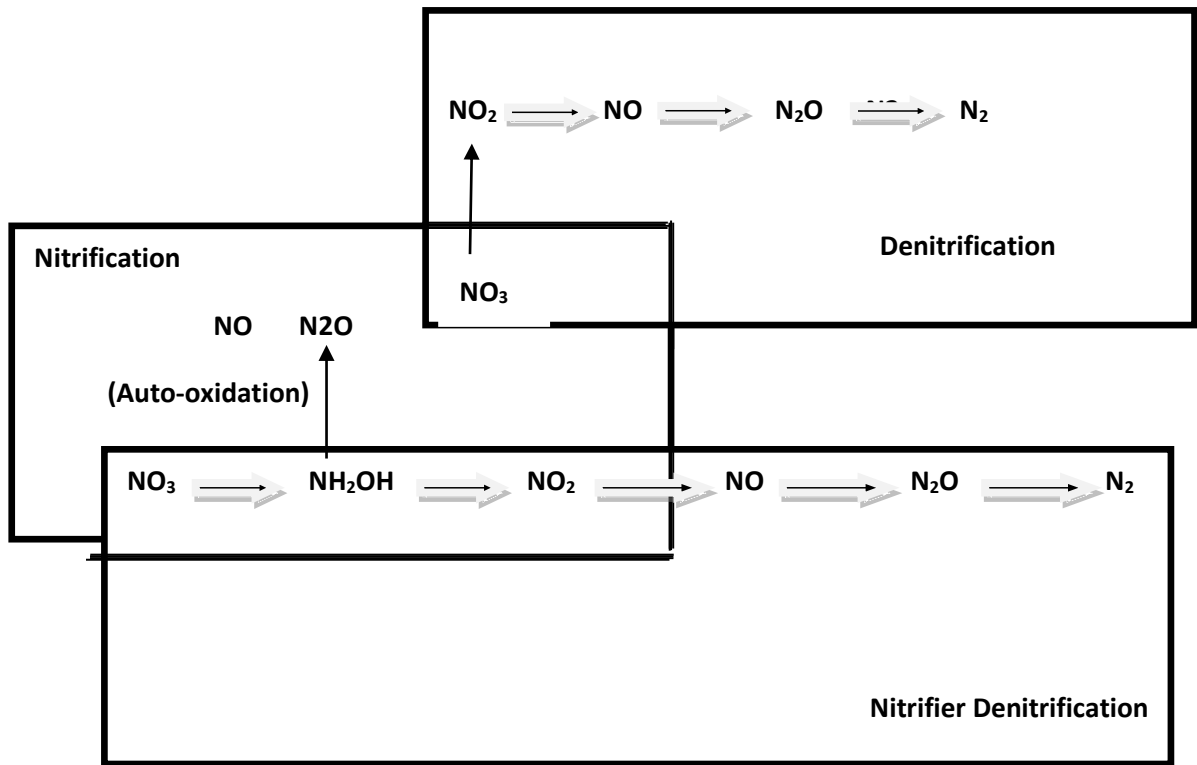 NO₂ NO N₂O N₂
Nitrification
Denitrification
NO₃
NO N2O
(Auto-oxidation)
NO₃ NH₂OH NO₂ NO N₂O N₂
Nitrifier Denitrification